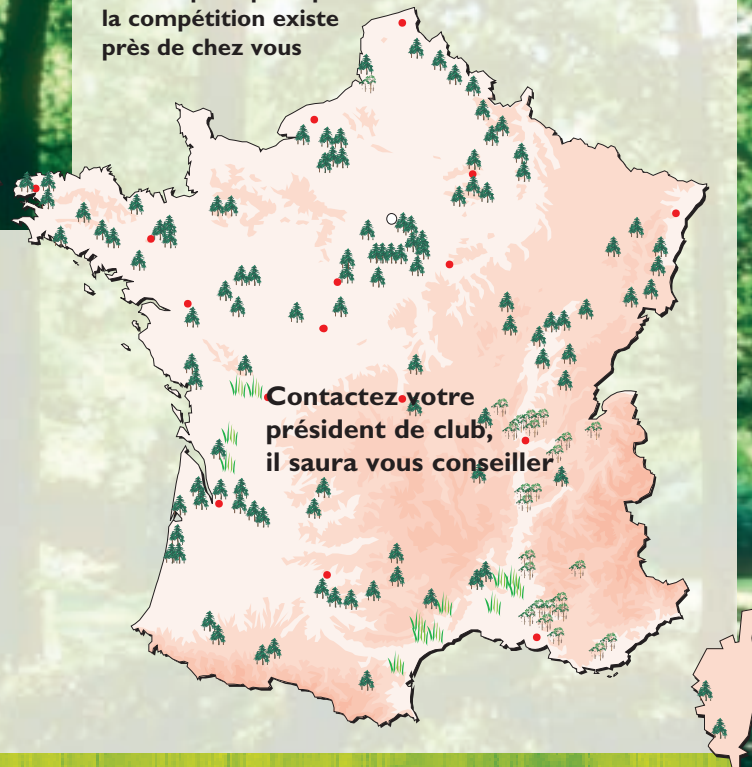 la compétition existe
près de chez vous
Contactez votre
président de club,
il saura vous conseiller